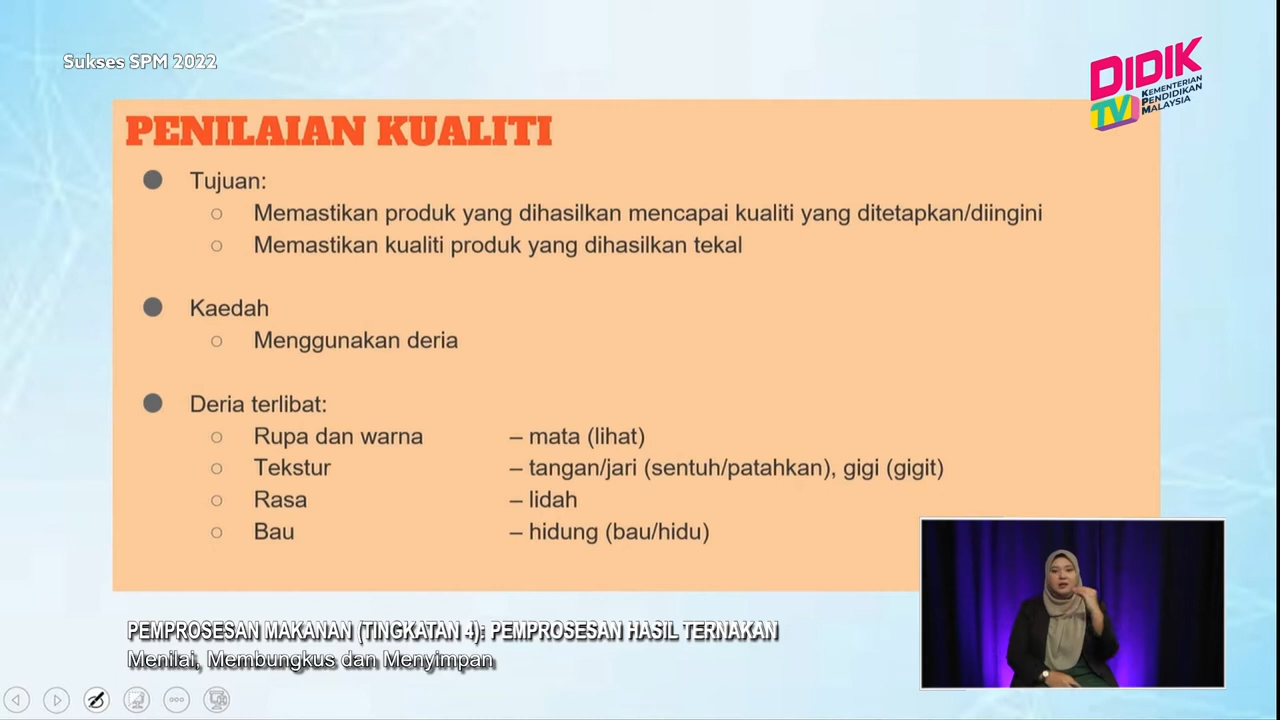 Sukses SPM 2022
DIDIK
TV
KEMENTERIAN
PENDIDIKAN
MALAYSIA
PENILAIAN KUALITI
Tujuan:
Memastikan produk yang dihasilkan mencapai kualiti yang ditetapkan/diingini
Memastikan kualiti produk yang dihasilkan tekal
Kaedah
Menggunakan deria
Deria terlibat:
Rupa dan warna – mata (lihat)
Tekstur – tangan/jari (sentuh/patahkan), gigi (gigit)
Rasa – lidah
Bau – hidung (bau/hidu)
PEMPROSESAN MAKANAN (TINGKATAN 4): PEMPROSESAN HASIL TERNAKAN
Menilai, Membungkus dan Menyimpan